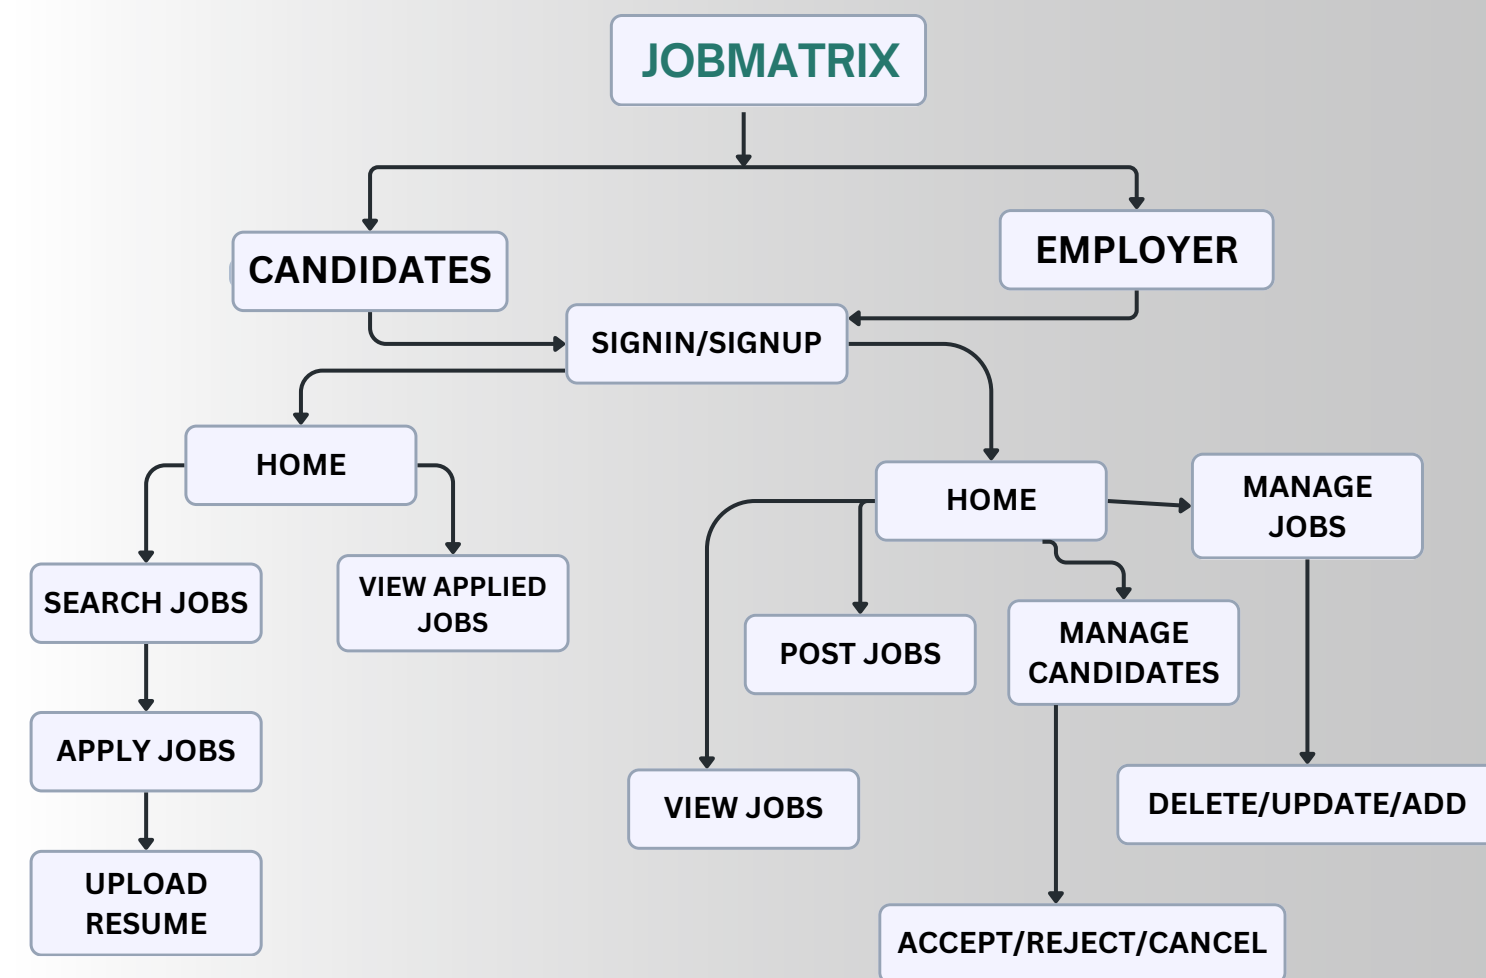 JOBMATRIX
CANDIDATES
EMPLOYER
SIGNIN/SIGNUP
HOME
HOME
MANAGE
JOBS
SEARCH JOBS
VIEW APPLIED
JOBS
POST JOBS
MANAGE
CANDIDATES
APPLY JOBS
VIEW JOBS
DELETE/UPDATE/ADD
UPLOAD
RESUME
ACCEPT/REJECT/CANCEL